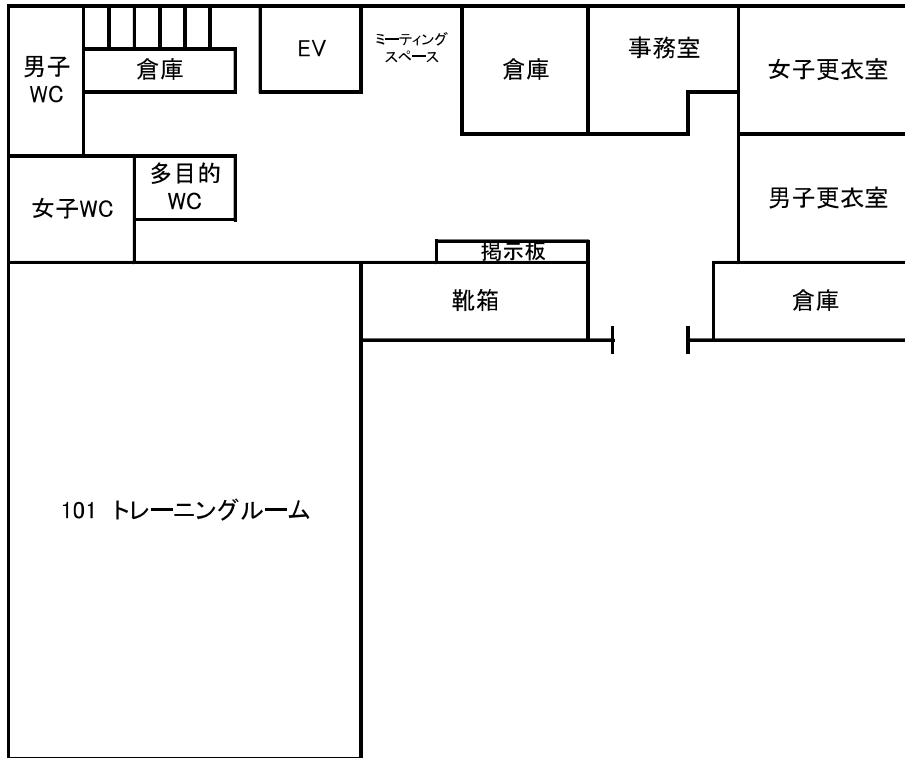 男子
WC
倉庫
EV
ミーティング
スペース
倉庫
事務室
女子更衣室
女子WC
多目的
WC
男子更衣室
掲示板
靴箱
倉庫
101 トレーニングルーム